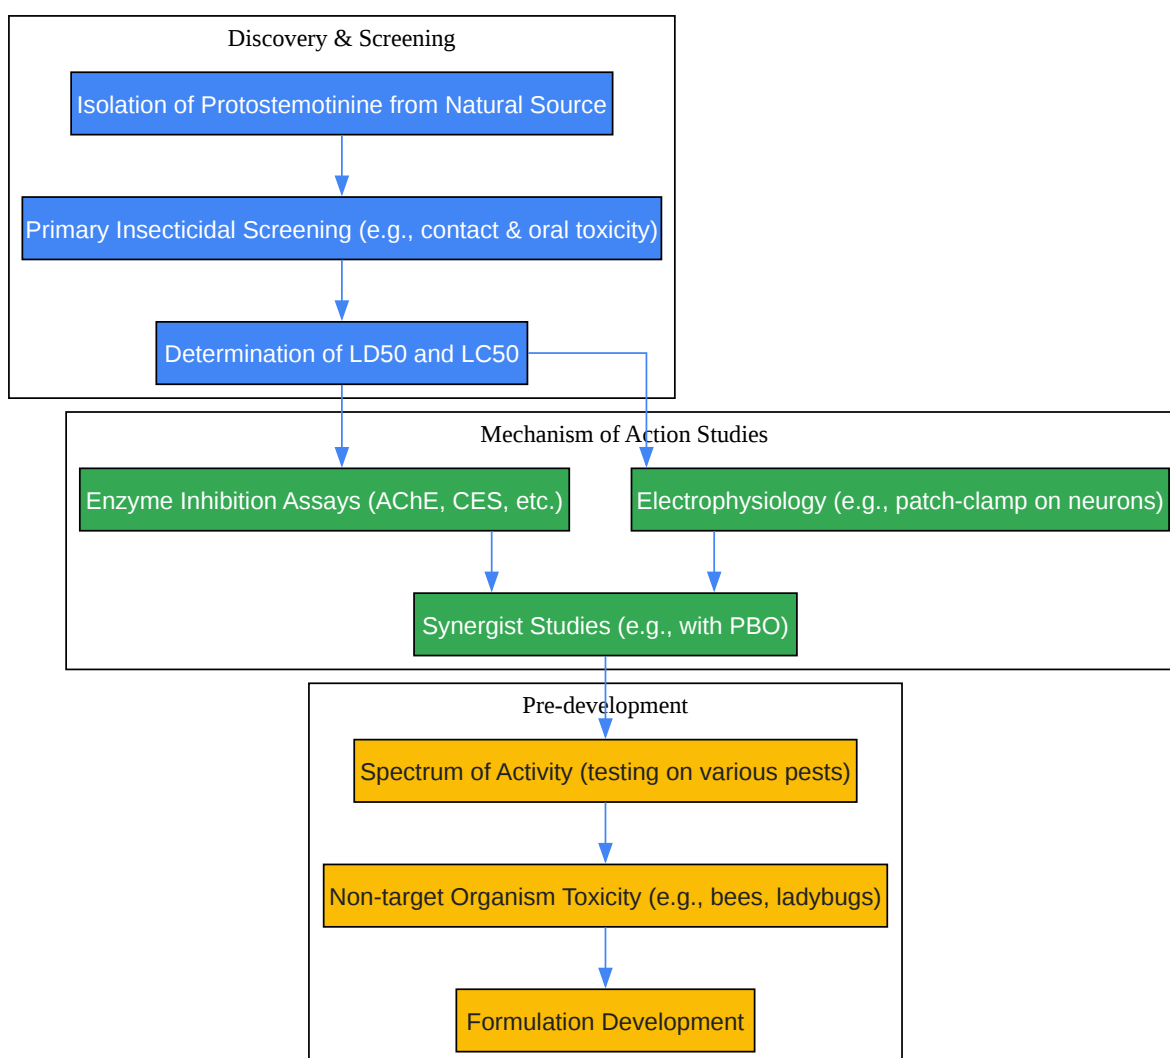 Discovery & Screening
Isolation of Protostemotinine from Natural Source
Primary Insecticidal Screening (e.g., contact & oral toxicity)
Determination of LD50 and LC50
Mechanism of Action Studies
Enzyme Inhibition Assays (AChE, CES, etc.)
Electrophysiology (e.g., patch-clamp on neurons)
Synergist Studies (e.g., with PBO)
Pre-development
Spectrum of Activity (testing on various pests)
Non-target Organism Toxicity (e.g., bees, ladybugs)
Formulation Development